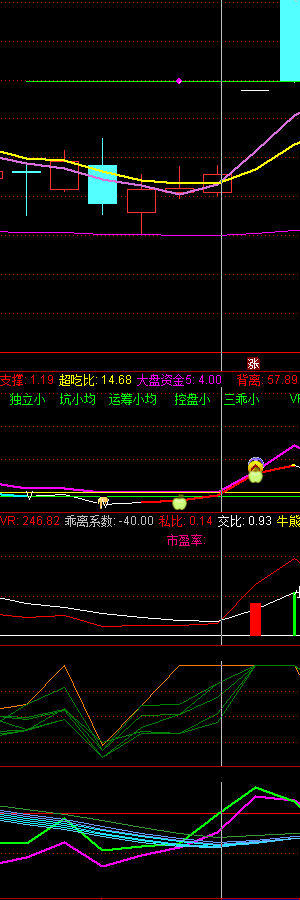 涨
支撑: 1.19 超吃比: 14.68 大盘资金5: 4.00 背离: 57.89
独立小 坑小均 运筹小均 控盘小 三乖小 VR
VR: 246.82 乖离系数: -40.00 私比: 0.14 交比: 0.93 牛熊
市盈率: